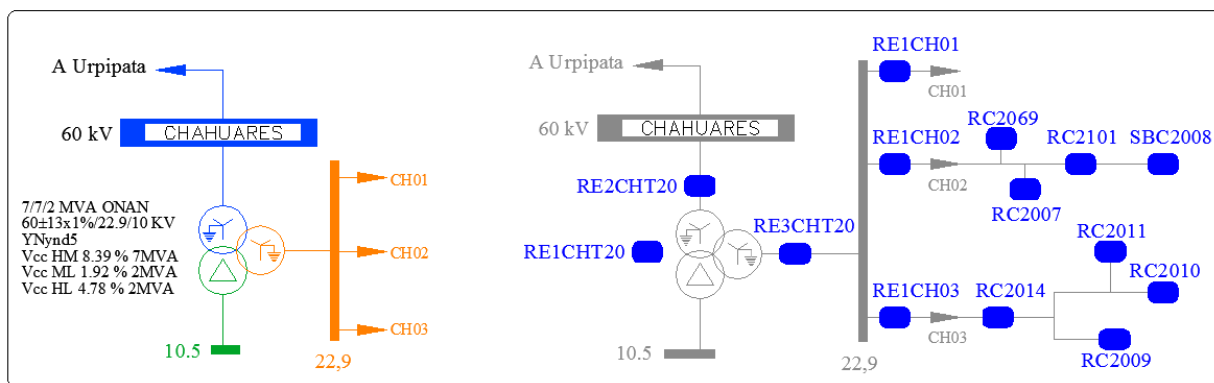 A Urpipata
60 kV
CHAHUARES
7/7/2 MVA ONAN
60±13x1%/22.9/10 KV
YNynd5
Vcc HM 8.39 % 7MVA
Vcc ML 1.92 % 2MVA
Vcc HL 4.78 % 2MVA
CH01
CH02
CH03
10.5
22,9
A Urpipata
60 kV
CHAHUARES
RE2CHT20
RE1CHT20
RE3CHT20
10.5
22,9
RE1CH01
CH01
RE1CH02
CH02
RC2069
RC2007
RC2101
SBC2008
RE1CH03
CH03
RC2014
RC2011
RC2010
RC2009